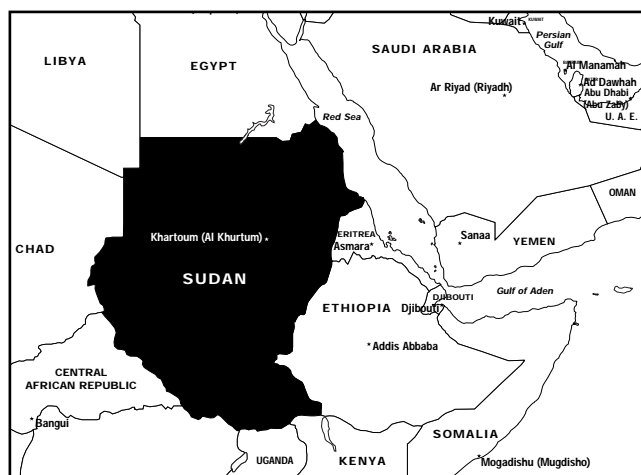 Kuwait
KUWAIT
Persian
Gulf
LIBYA
EGYPT
SAUDI ARABIA
Al Manamah
Ad Dawhah
Ar Riyad (Riyadh)
Abu Dhabi
(Abu Zaby)
U. A. E.
Red Sea
OMAN
CHAD
Khartoum (Al Khurtum)
ERITREA
Asmara
Sanaa
YEMEN
SUDAN
DJIBOUTI
Gulf of Aden
ETHIOPIA
Djibouti
Addis Abbaba
CENTRAL
AFRICAN REPUBLIC
Bangui
SOMALIA
UGANDA
KENYA
Mogadishu (Mugdisho)